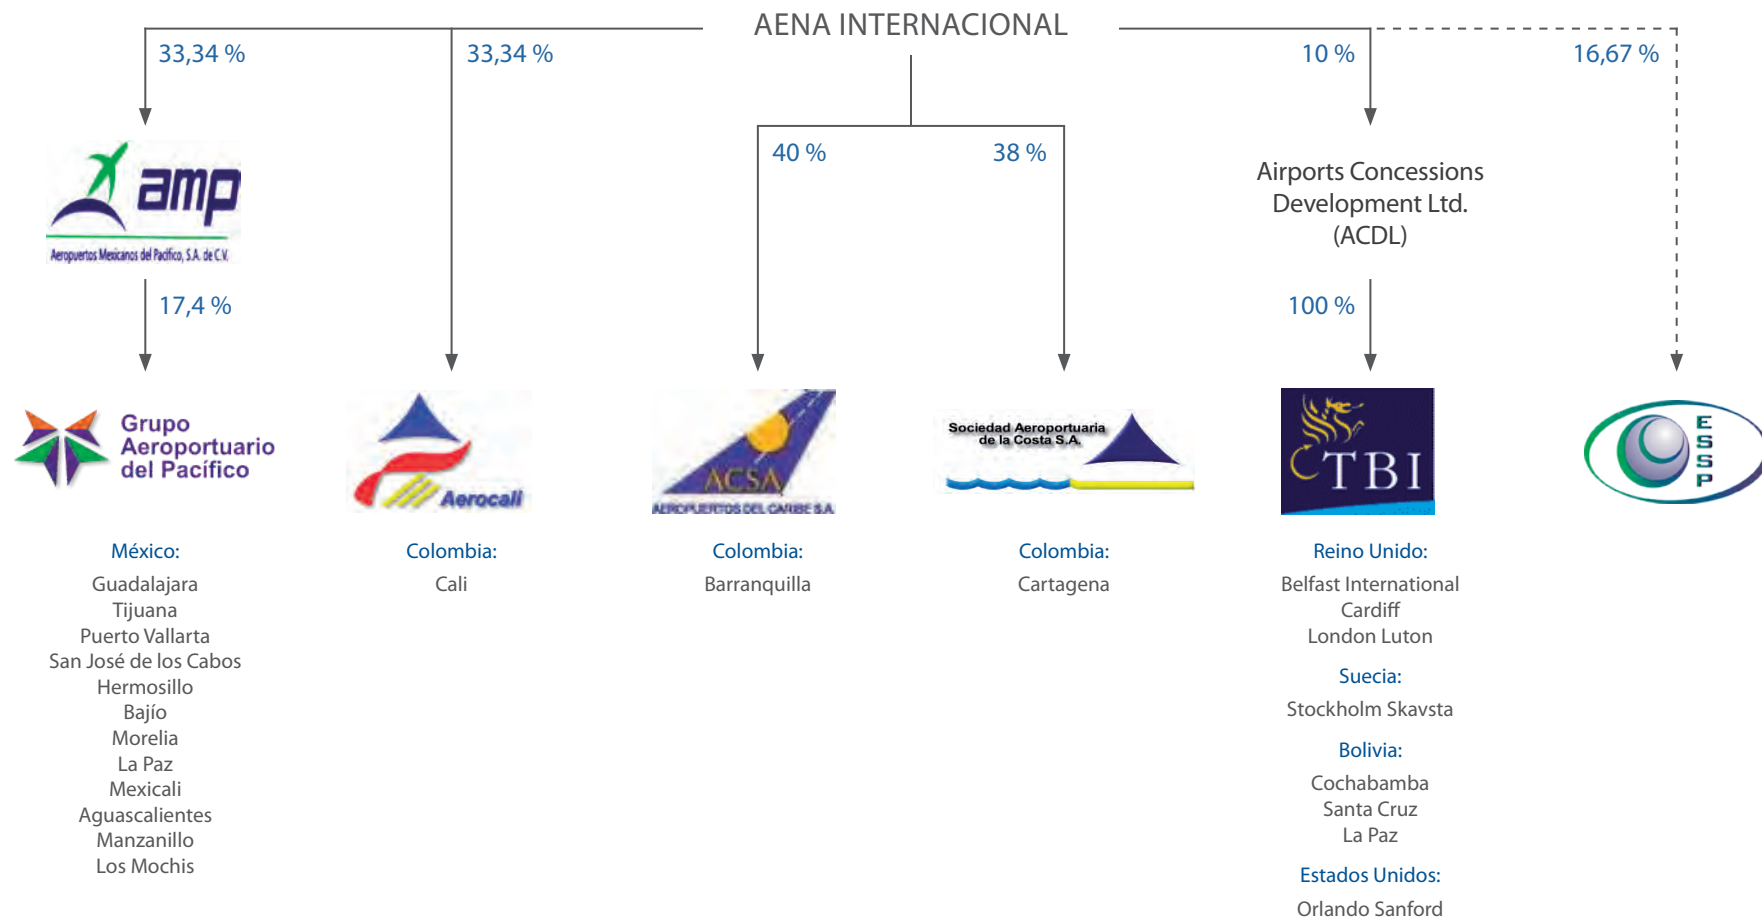 AENA INTERNACIONAL
33,34 %
33,34 %
10 %
16,67 %
40 %
38 %
amp
Aeropuertos Mexicanos del Pacífico, S.A. de C.V.
Airports Concessions
Development Ltd.
(ACDL)
17,4 %
100 %
Grupo
Aeroportuario
del Pacífico
Aerocali
ACSA
AEROPUERTOS DEL CARIBE S.A.
Sociedad Aeroportuaria
de la Costa S.A.
TBI
ESSP
México:
Guadalajara
Tijuana
Puerto Vallarta
San José de los Cabos
Hermosillo
Bajío
Morelia
La Paz
Mexicali
Aguascalientes
Manzanillo
Los Mochis
Colombia:
Cali
Colombia:
Barranquilla
Colombia:
Cartagena
Reino Unido:
Belfast International
Cardiff
London Luton
Suecia:
Stockholm Skavsta
Bolivia:
Cochabamba
Santa Cruz
La Paz
Estados Unidos:
Orlando Sanford